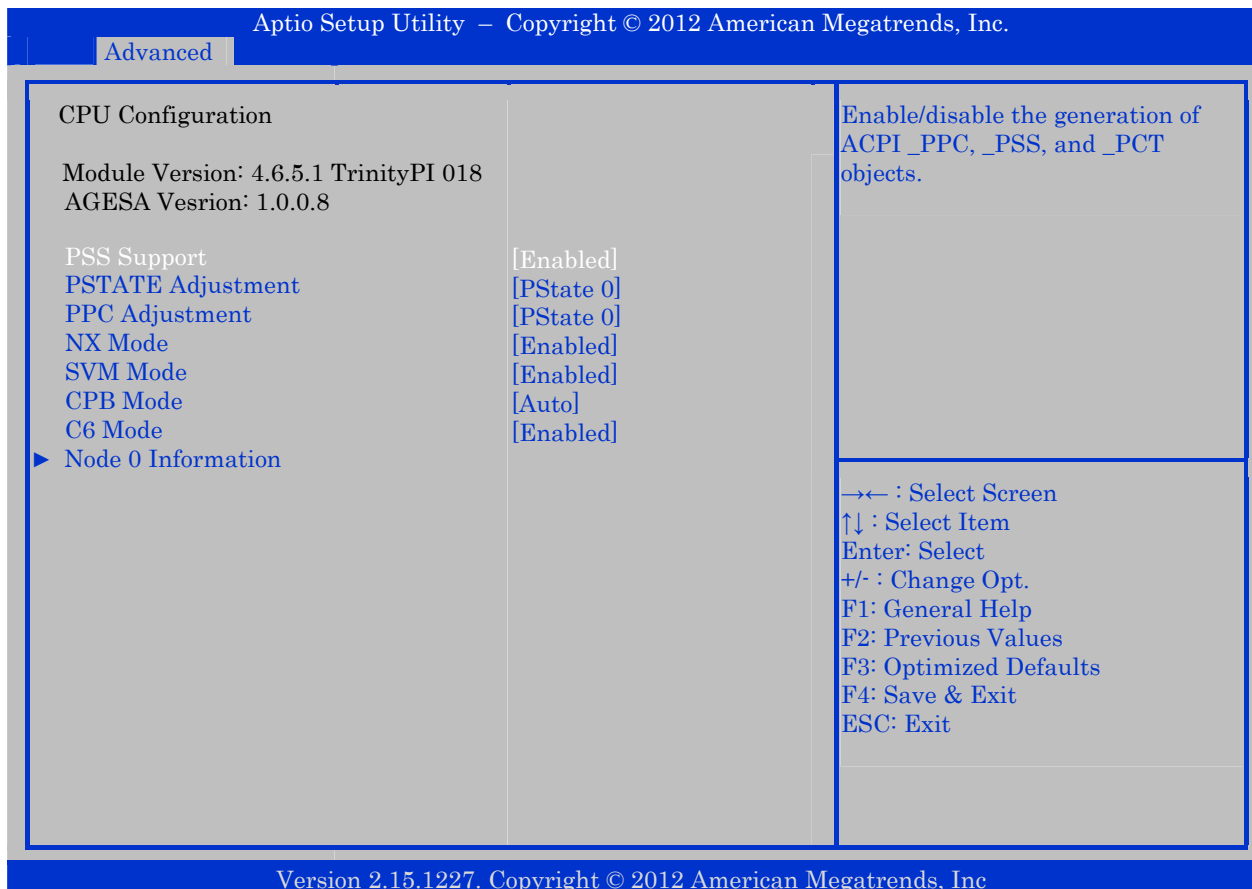 Aptio Setup Utility – Copyright © 2012 American Megatrends, Inc.
Advanced
CPU Configuration
Module Version: 4.6.5.1 TrinityPI 018
AGESA Vesrion: 1.0.0.8
PSS Support [Enabled]
PSTATE Adjustment [PState 0]
PPC Adjustment [PState 0]
NX Mode [Enabled]
SVM Mode [Enabled]
CPB Mode [Auto]
C6 Mode [Enabled]
► Node 0 Information
Enable/disable the generation of
ACPI _PPC, _PSS, and _PCT
objects.
→← : Select Screen
↑↓ : Select Item
Enter: Select
+/- : Change Opt.
F1: General Help
F2: Previous Values
F3: Optimized Defaults
F4: Save & Exit
ESC: Exit
Version 2.15.1227. Copyright © 2012 American Megatrends, Inc